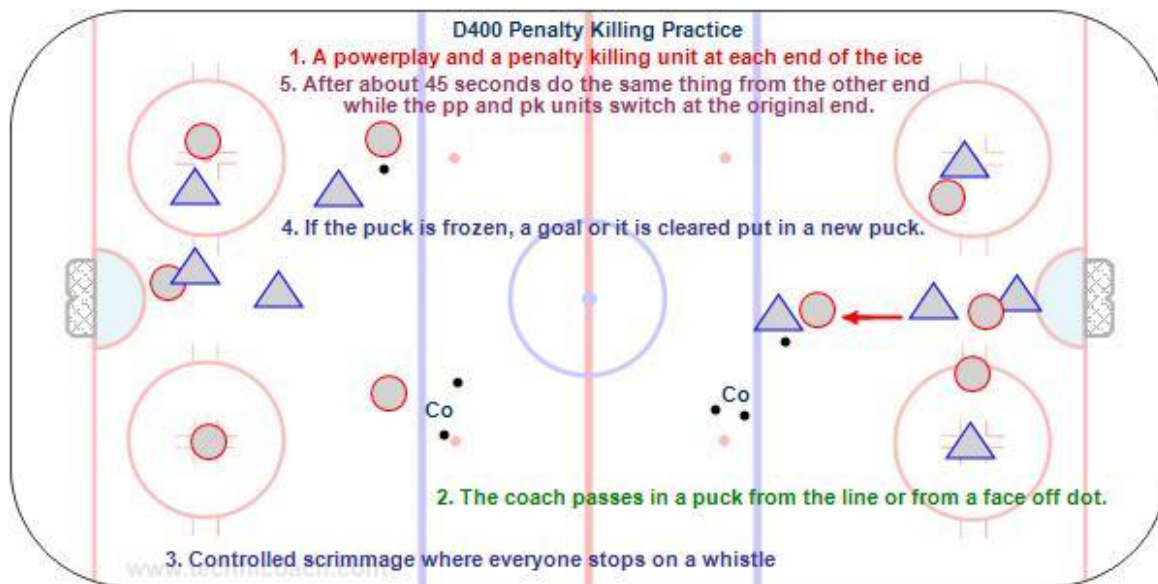 D400 Penalty Killing Practice
1. A powerplay and a penalty killing unit at each end of the ice
5. After about 45 seconds do the same thing from the other end
while the pp and pk units switch at the original end.
4. If the puck is frozen, a goal or it is cleared put in a new puck.
Co
Co
2. The coach passes in a puck from the line or from a face off dot.
3. Controlled scrimmage where everyone stops on a whistle
www.technicoach.com